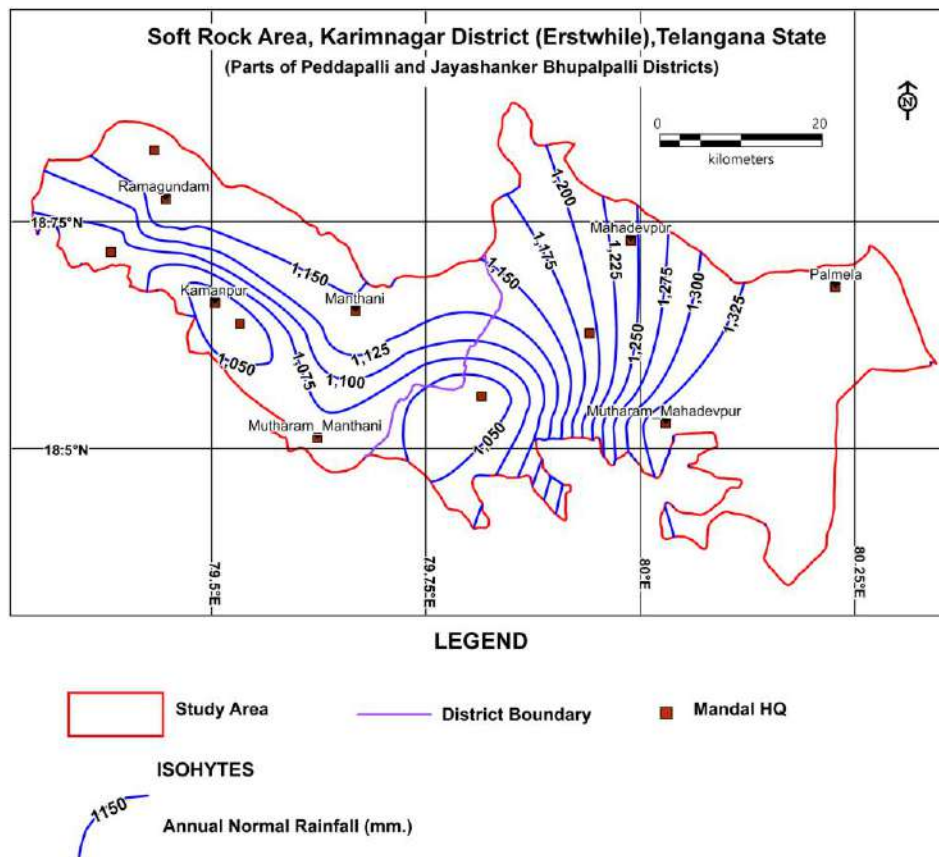 Soft Rock Area, Karimnagar District (Erstwhile),Telangana State
(Parts of Peddapalli and Jayashanker Bhupalpalli Districts)
N
0 20
kilometers
Ramagundam
18.75°N
1,200
1,175
Mahadevpur
1,225
1,150
1,150
1,275
1,300
1,325
Palmela
Kamanpur
Manthani
1,250
1,125
1,050
1,075
1,100
Mutharam_Mahadevpur
Mutharam_Manthani
1,050
18.5°N
79.5°E
79.75°E
80°E
80.25°E
LEGEND
Study Area
District Boundary
Mandal HQ
ISOHYTES
1150
Annual Normal Rainfall (mm.)